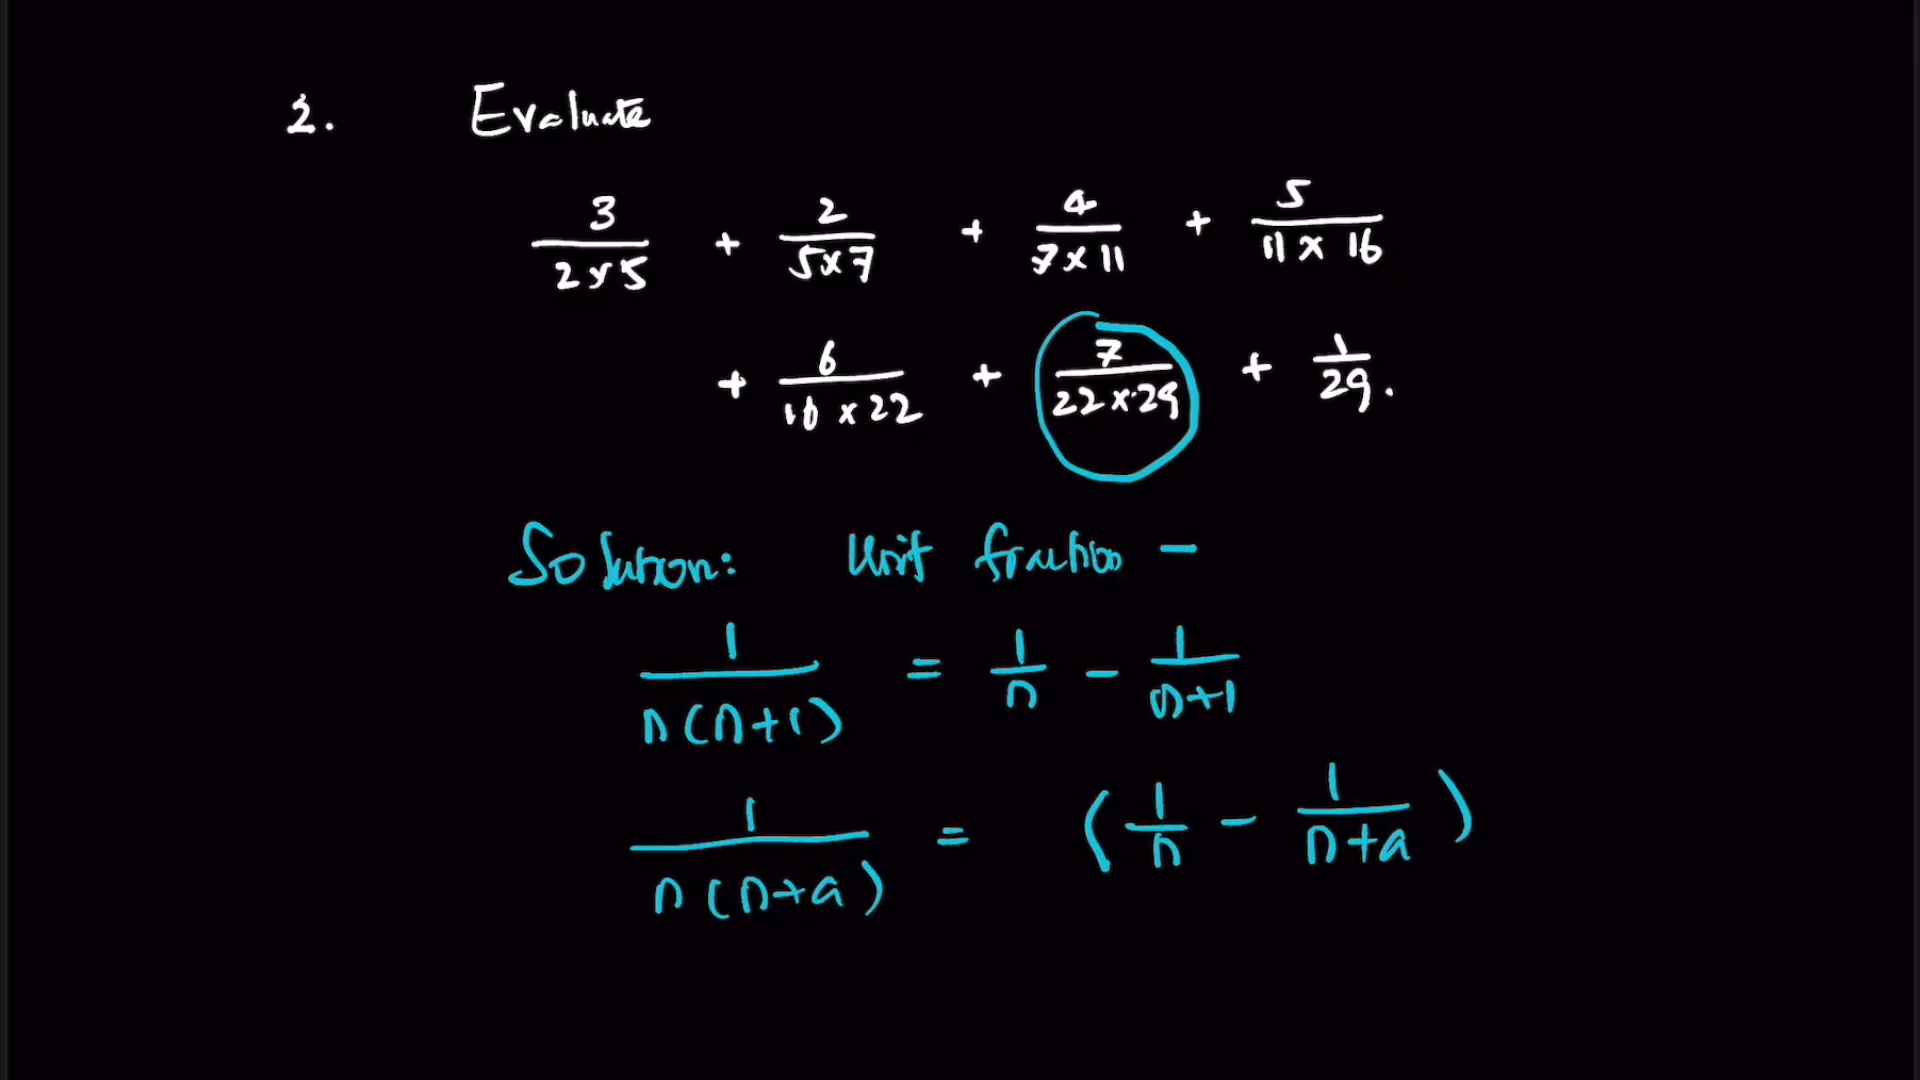 2. Evaluate
3/(2×5) + 2/(5×7) + 4/(7×11) + 5/(11×16)
+ 6/(16×22) + 7/(22×29) + 1/29.
Solution: Unit fraction –
1/(n(n+1)) = 1/n – 1/(n+1)
1/(n(n+a)) = (1/n – 1/(n+a))